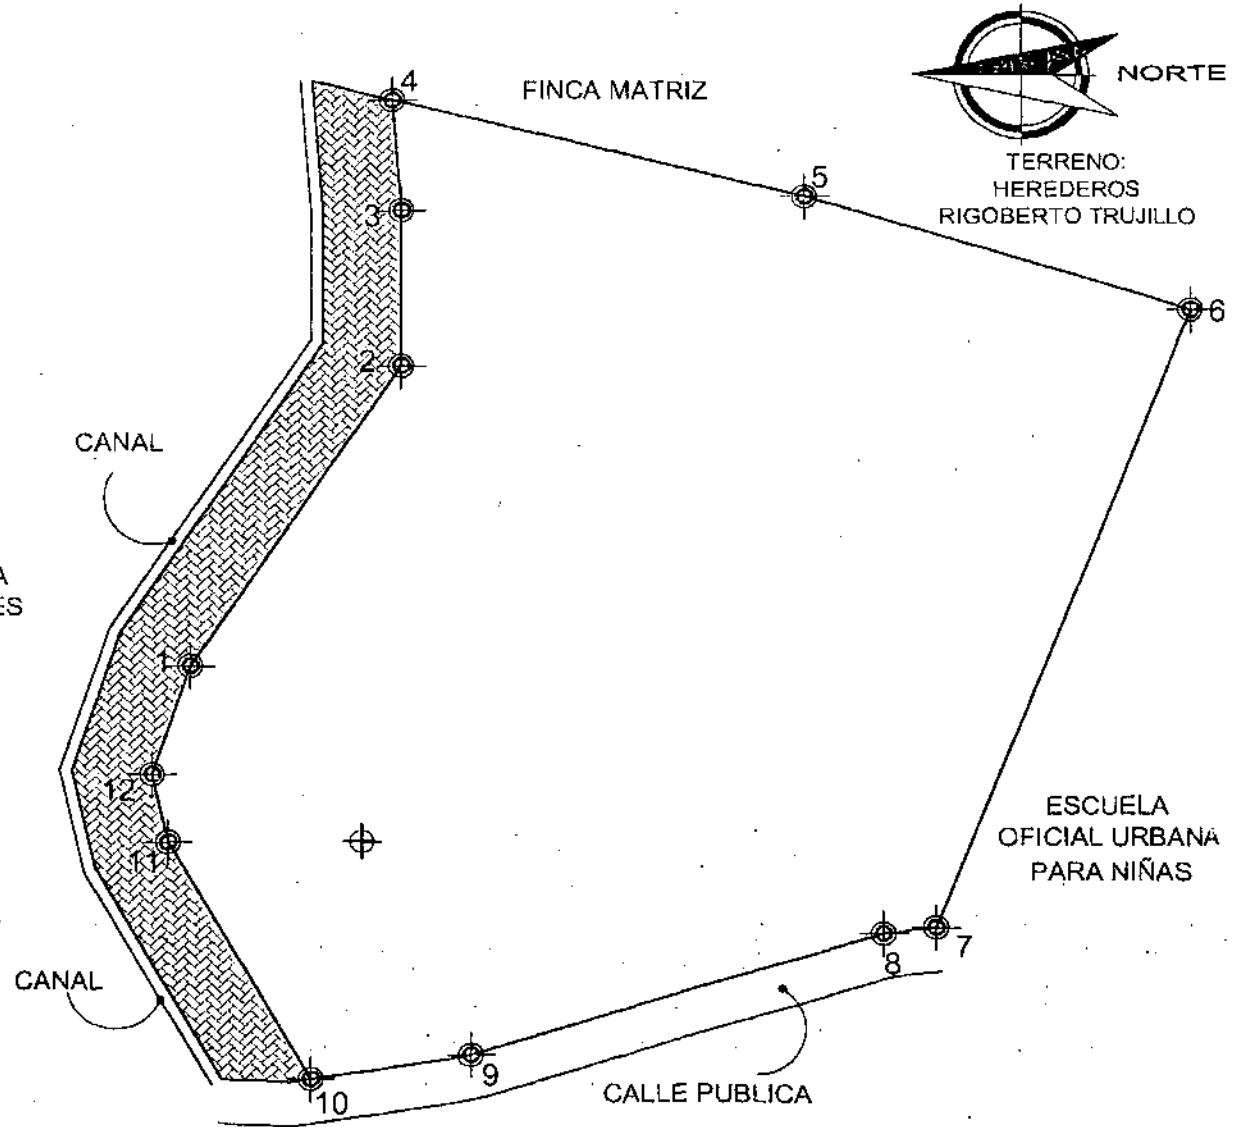 4
FINCA MATRIZ
NORTE
TERRENO:
HEREDEROS
RIGOBERTO TRUJILLO
5
3
6
2
CANAL
A
ES
1
12
11
ESCUELA
OFICIAL URBANA
PARA NIÑAS
7
8
CANAL
9
10
CALLE PUBLICA